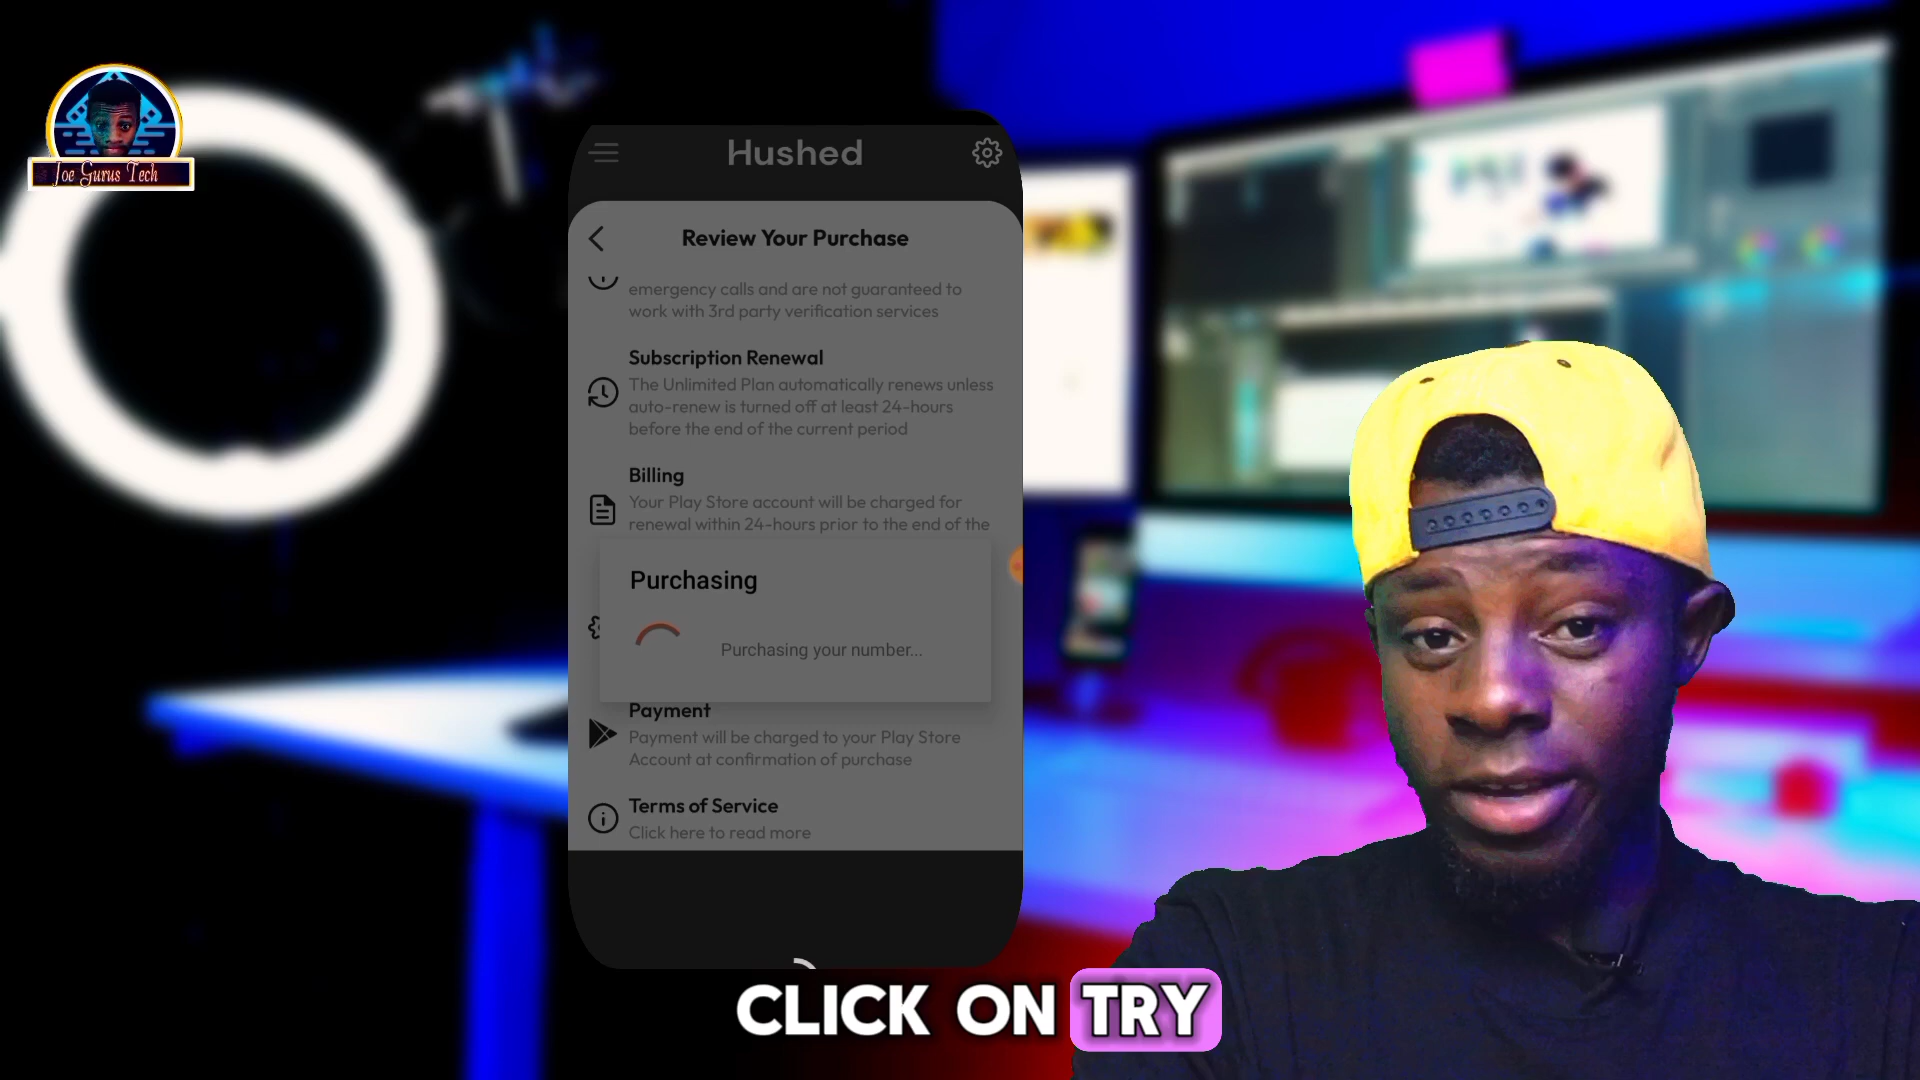 Joe Gurus Tech
Hushed
Review Your Purchase
emergency calls and are not guaranteed to
work with 3rd party verification services
Subscription Renewal
The Unlimited Plan automatically renews unless
auto-renew is turned off at least 24-hours
before the end of the current period
Billing
Your Play Store account will be charged for
renewal within 24-hours prior to the end of the
Purchasing
Purchasing your number...
Payment
Payment will be charged to your Play Store
Account at confirmation of purchase
Terms of Service
Click here to read more
CLICK ON TRY